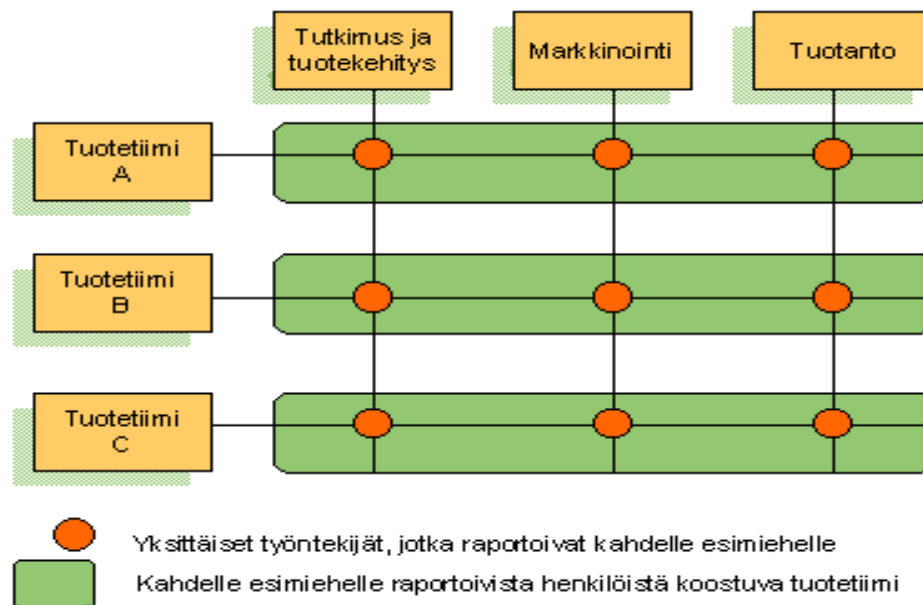 Tutkimus ja
tuotekehitys
Markkinointi
Tuotanto
Tuotetiimi
A
Tuotetiimi
B
Tuotetiimi
C
Yksittäiset työntekijät, jotka raportoivat kahdelle esimiehelle
Kahdelle esimiehelle raportoivista henkilöistä koostuva tuotetiimi